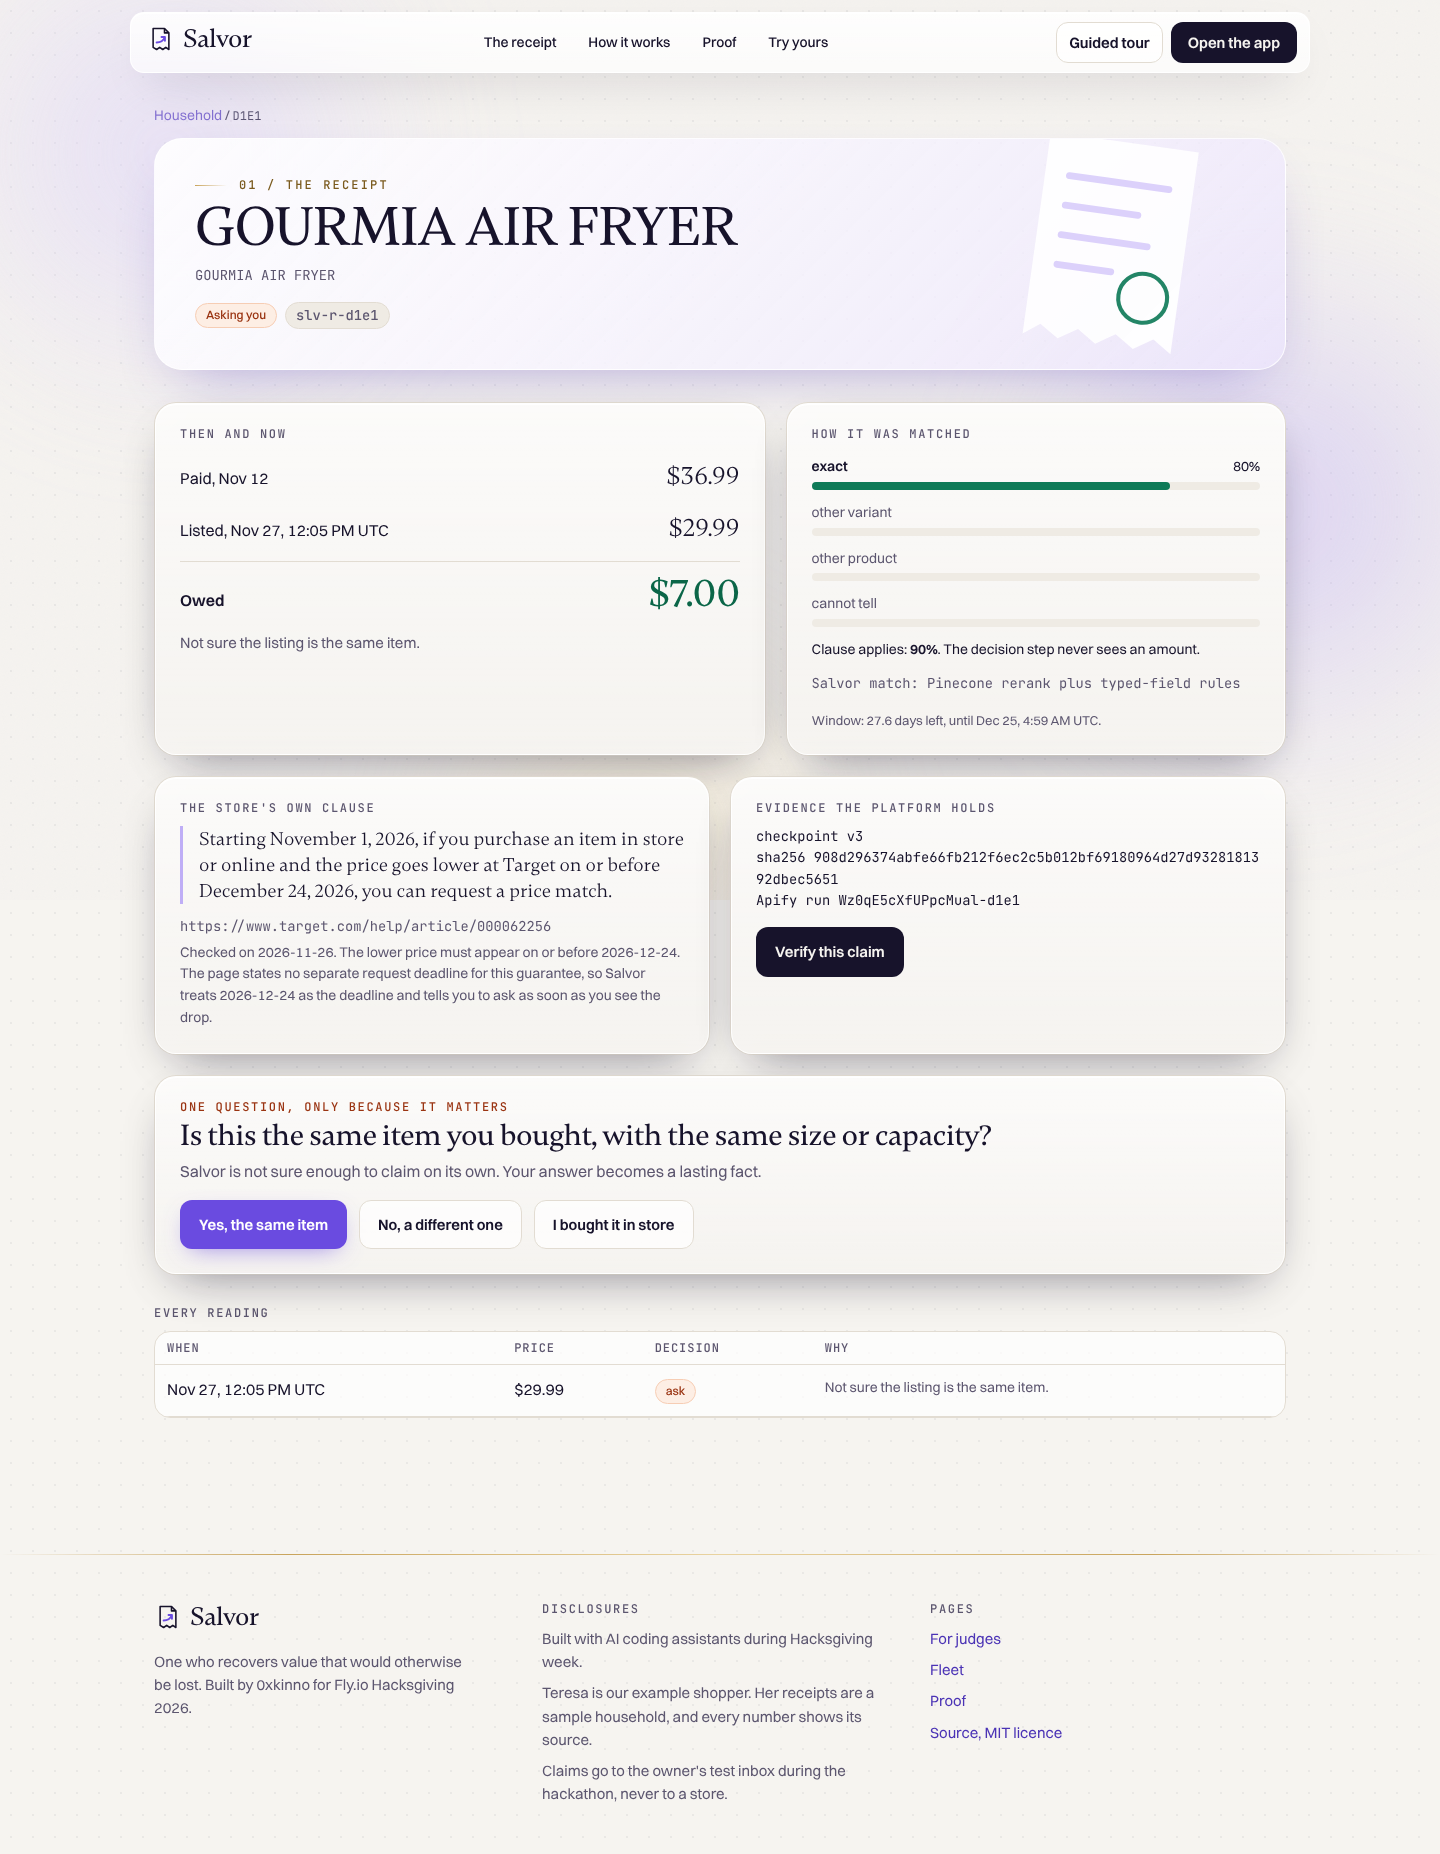 Salvor
The receipt
How it works
Proof
Try yours
Guided tour
Open the app
Household / D1E1
01 / THE RECEIPT
GOURMIA AIR FRYER
GOURMIA AIR FRYER
Asking you
slv-r-d1e1
THEN AND NOW
Paid, Nov 12
$36.99
Listed, Nov 27, 12:05 PM UTC
$29.99
Owed
$7.00
Not sure the listing is the same item.
HOW IT WAS MATCHED
exact
80%
other variant
other product
cannot tell
Clause applies: 90%. The decision step never sees an amount.
Salvor match: Pinecone rerank plus typed-field rules
Window: 27.6 days left, until Dec 25, 4:59 AM UTC.
THE STORE'S OWN CLAUSE
Starting November 1, 2026, if you purchase an item in store
or online and the price goes lower at Target on or before
December 24, 2026, you can request a price match.
https://www.target.com/help/article/000062256
Checked on 2026-11-26. The lower price must appear on or before 2026-12-24.
The page states no separate request deadline for this guarantee, so Salvor
treats 2026-12-24 as the deadline and tells you to ask as soon as you see the
drop.
EVIDENCE THE PLATFORM HOLDS
checkpoint v3
sha256 908d296374abfe66fb212f6ec2c5b012bf69180964d27d93281813
92dbec5651
Apify run Wz0qE5cXfUPpcMual-d1e1
Verify this claim
ONE QUESTION, ONLY BECAUSE IT MATTERS
Is this the same item you bought, with the same size or capacity?
Salvor is not sure enough to claim on its own. Your answer becomes a lasting fact.
Yes, the same item
No, a different one
I bought it in store
EVERY READING
WHEN
PRICE
DECISION
WHY
Nov 27, 12:05 PM UTC
$29.99
ask
Not sure the listing is the same item.
Salvor
One who recovers value that would otherwise
be lost. Built by 0xkinno for Fly.io Hacksgiving
2026.
DISCLOSURES
Built with AI coding assistants during Hacksgiving
week.
Teresa is our example shopper. Her receipts are a
sample household, and every number shows its
source.
Claims go to the owner's test inbox during the
hackathon, never to a store.
PAGES
For judges
Fleet
Proof
Source, MIT licence